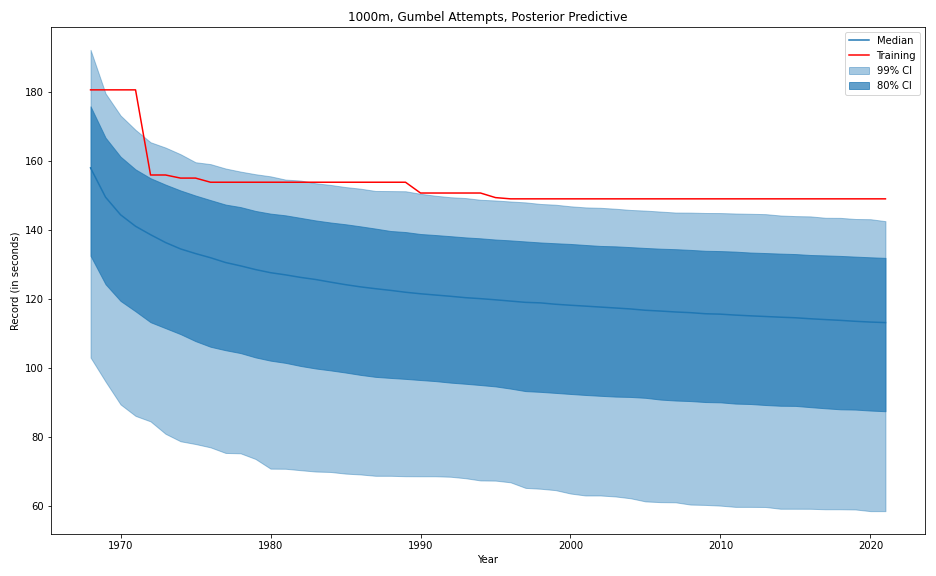 1000m, Gumbel Attempts, Posterior Predictive
Median
Training
99% CI
80% CI
Record (in seconds)
180
160
140
120
100
80
60
1970
1980
1990
2000
2010
2020
Year